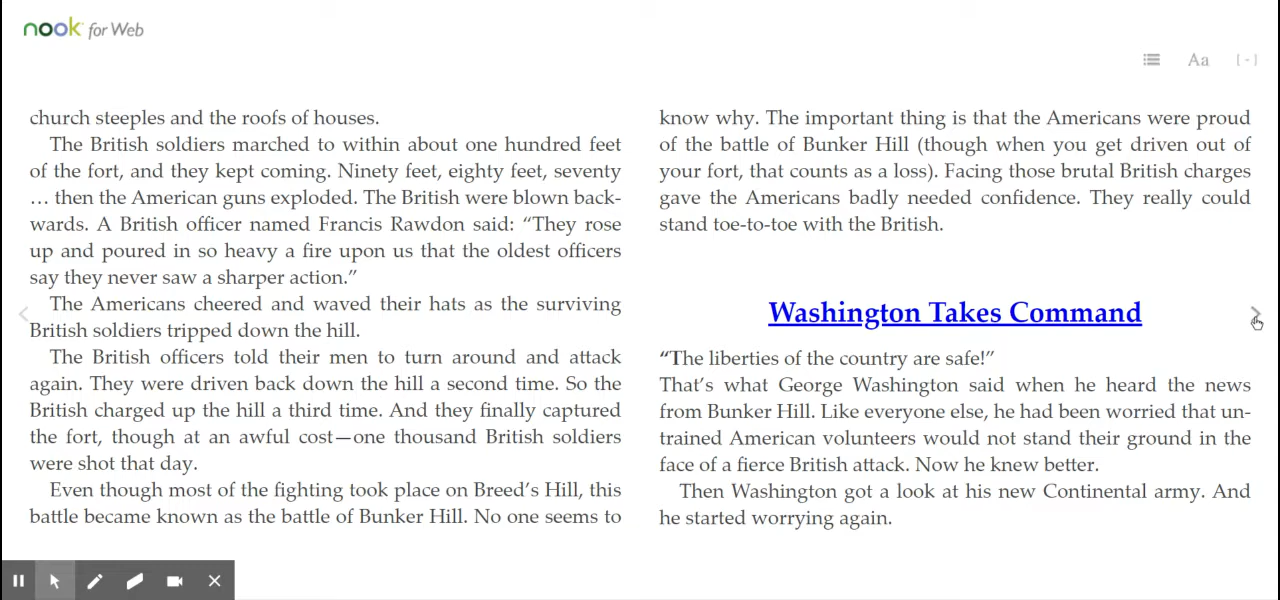 nook for Web
Aa
church steeples and the roofs of houses.
The British soldiers marched to within about one hundred feet
of the fort, and they kept coming. Ninety feet, eighty feet, seventy
… then the American guns exploded. The British were blown back-
wards. A British officer named Francis Rawdon said: “They rose
up and poured in so heavy a fire upon us that the oldest officers
say they never saw a sharper action.”
The Americans cheered and waved their hats as the surviving
British soldiers tripped down the hill.
The British officers told their men to turn around and attack
again. They were driven back down the hill a second time. So the
British charged up the hill a third time. And they finally captured
the fort, though at an awful cost—one thousand British soldiers
were shot that day.
Even though most of the fighting took place on Breed’s Hill, this
battle became known as the battle of Bunker Hill. No one seems to
know why. The important thing is that the Americans were proud
of the battle of Bunker Hill (though when you get driven out of
your fort, that counts as a loss). Facing those brutal British charges
gave the Americans badly needed confidence. They really could
stand toe-to-toe with the British.
Washington Takes Command
“The liberties of the country are safe!”
That’s what George Washington said when he heard the news
from Bunker Hill. Like everyone else, he had been worried that un-
trained American volunteers would not stand their ground in the
face of a fierce British attack. Now he knew better.
Then Washington got a look at his new Continental army. And
he started worrying again.